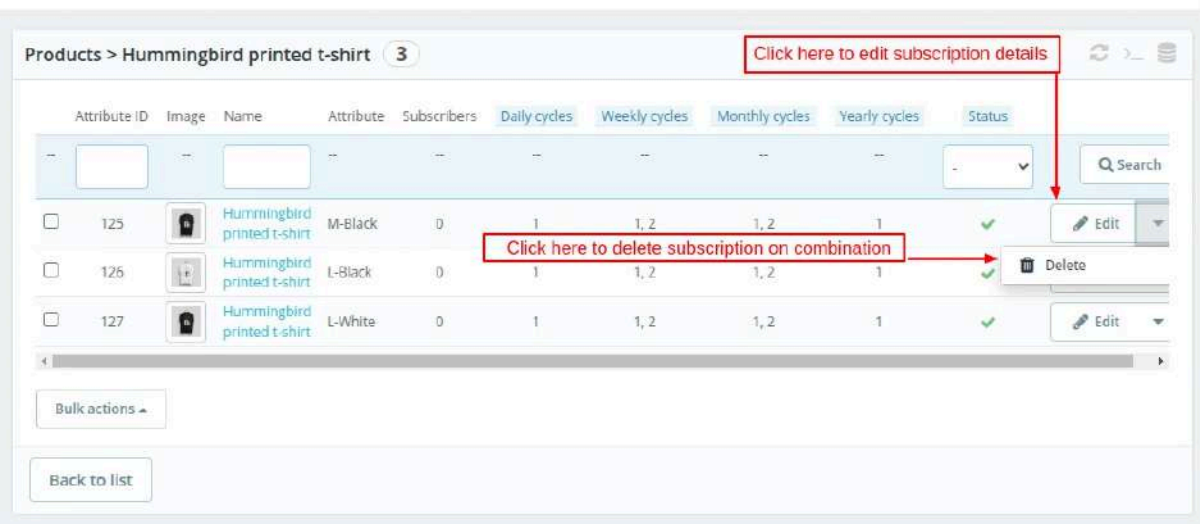 Products > Hummingbird printed t-shirt 3
Click here to edit subscription details
Attribute ID Image Name Attribute Subscribers Daily cycles Weekly cycles Monthly cycles Yearly cycles Status
-- -- -- -- -- -- -- -- - Search
125 Hummingbird printed t-shirt M-Black 0 1 1, 2 1, 2 1 Edit
Click here to delete subscription on combination
Delete
126 Hummingbird printed t-shirt L-Black 0 1 1, 2 1, 2 1
127 Hummingbird printed t-shirt L-White 0 1 1, 2 1, 2 1 Edit
Bulk actions
Back to list